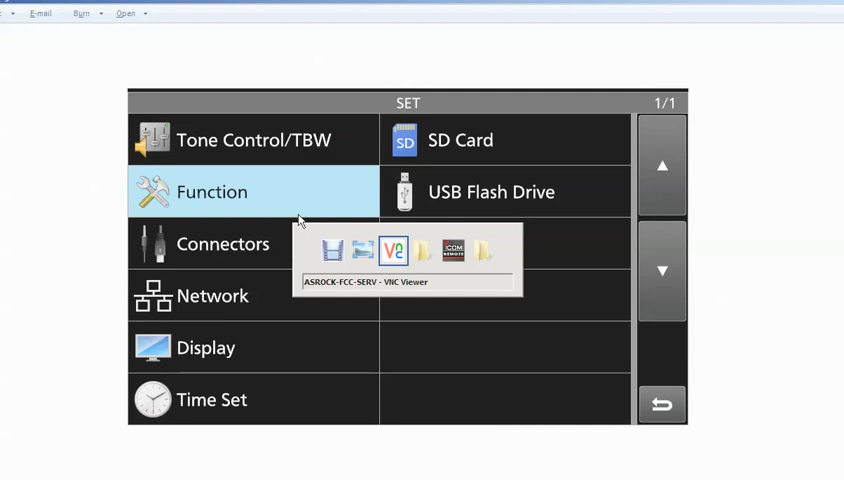 E-mail Burn Open
SET 1/1
Tone Control/TBW
SD SD Card
Function
USB Flash Drive
Connectors
VNC ICOM REMOTE
ASROCK-FCC-SERV - VNC Viewer
Network
Display
Time Set